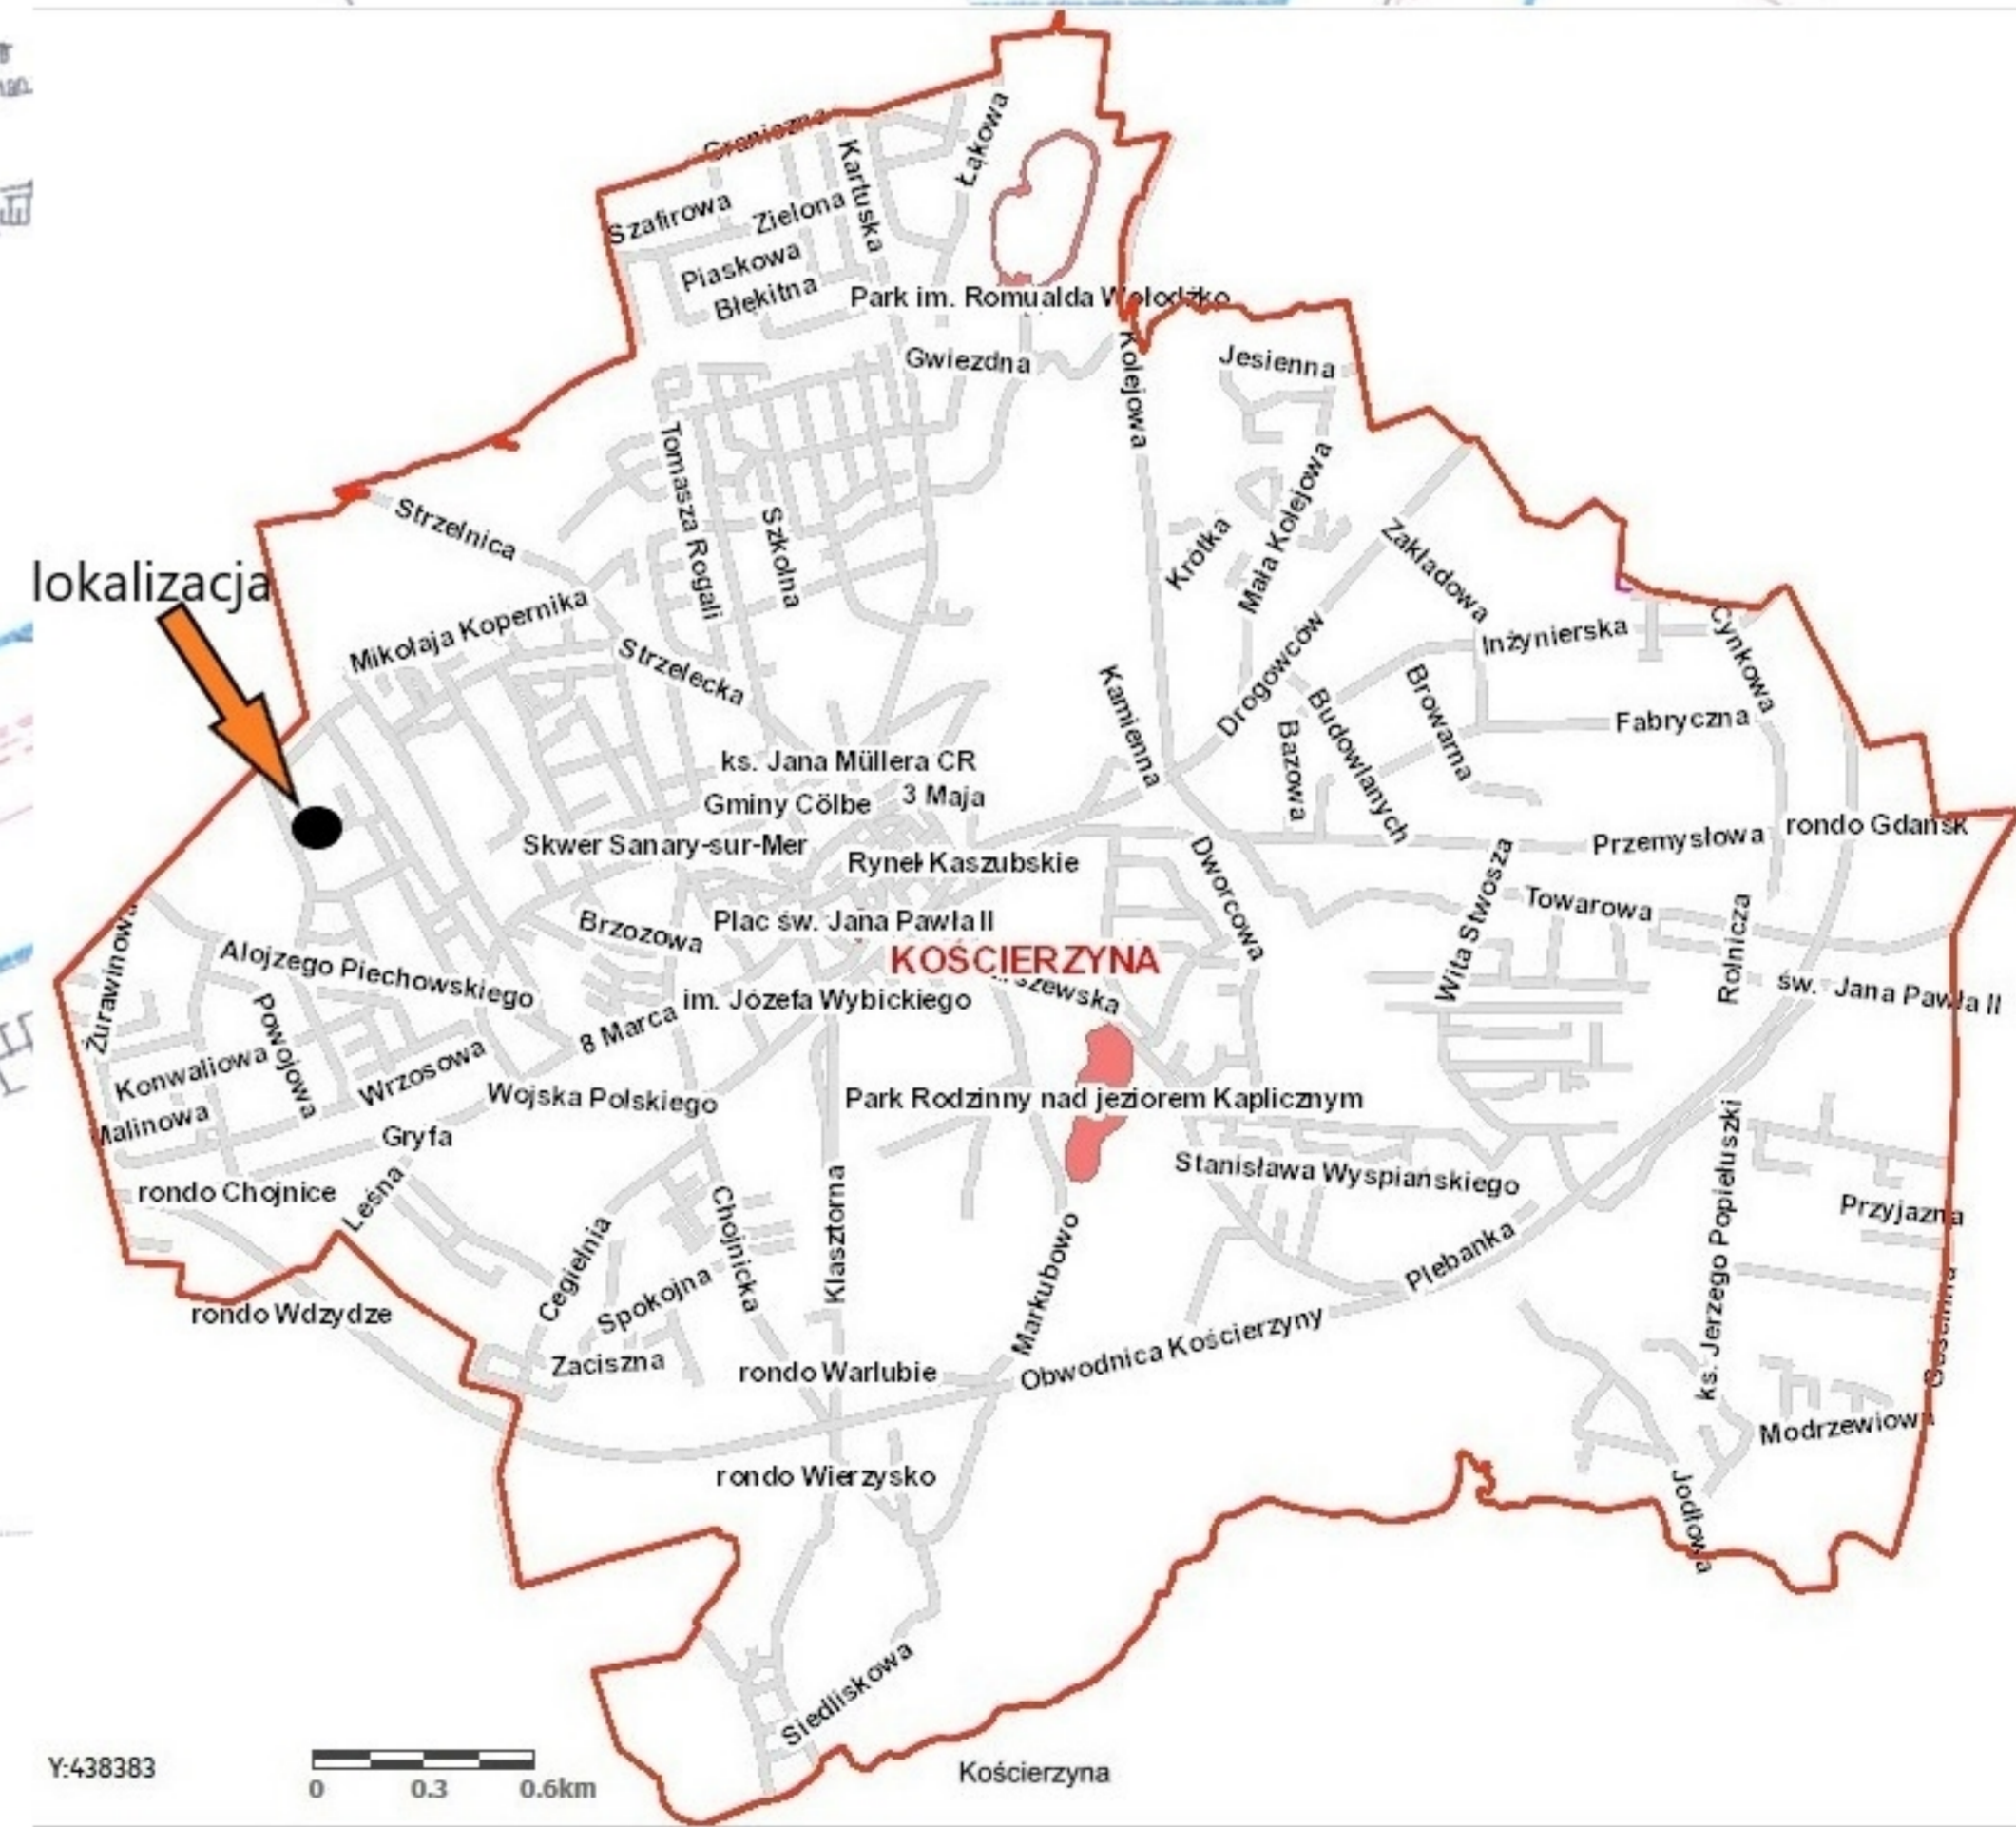 Graniczna
Łąkowa
Kartuska
Szafirowa
Zielona
Piaskowa
Błękitna
Park im. Romualda Wołodźko
Gwiezdna
Kolejowa
Jesienna
Tomasza Rogali
Szkolna
Strzelnica
Krótka
Mała Kolejowa
Zakładowa
lokalizacja
Mikołaja Kopernika
Strzelecka
Drogowców
Inżynierska
Cynkowa
Kamienna
Bazowa
Budowlanych
Browarna
Fabryczna
ks. Jana Müllera CR
Gminy Cölbe
3 Maja
Skwer Sanary-sur-Mer
Rynek Kaszubskie
Przemysłowa
rondo Gdańsk
Dworcowa
Wita Stwosza
Towarowa
Rolnicza
Żurawinowa
Brzozowa
Plac św. Jana Pawła II
KOŚCIERZYNA
Alojzego Piechowskiego
św. Jana Pawła II
im. Józefa Wybickiego
szewska
8 Marca
Powojowa
Konwaliowa
Wrzosowa
Malinowa
Wojska Polskiego
Park Rodzinny nad jeziorem Kaplicznym
Gryfa
Stanisława Wyspiańskiego
rondo Chojnice
Leśna
Cegielnia
Chojnicka
Klasztorna
Markubowo
Plebanka
ks. Jerzego Popiełuszki
Przyjazna
rondo Wdzydze
Spokojna
Zaciszna
rondo Warlubie
Obwodnica Kościerzyny
Gościnna
Modrzewiowa
rondo Wierzysko
Jodłowa
Siedliskowa
Y:438383
0 0.3 0.6km
Kościerzyna